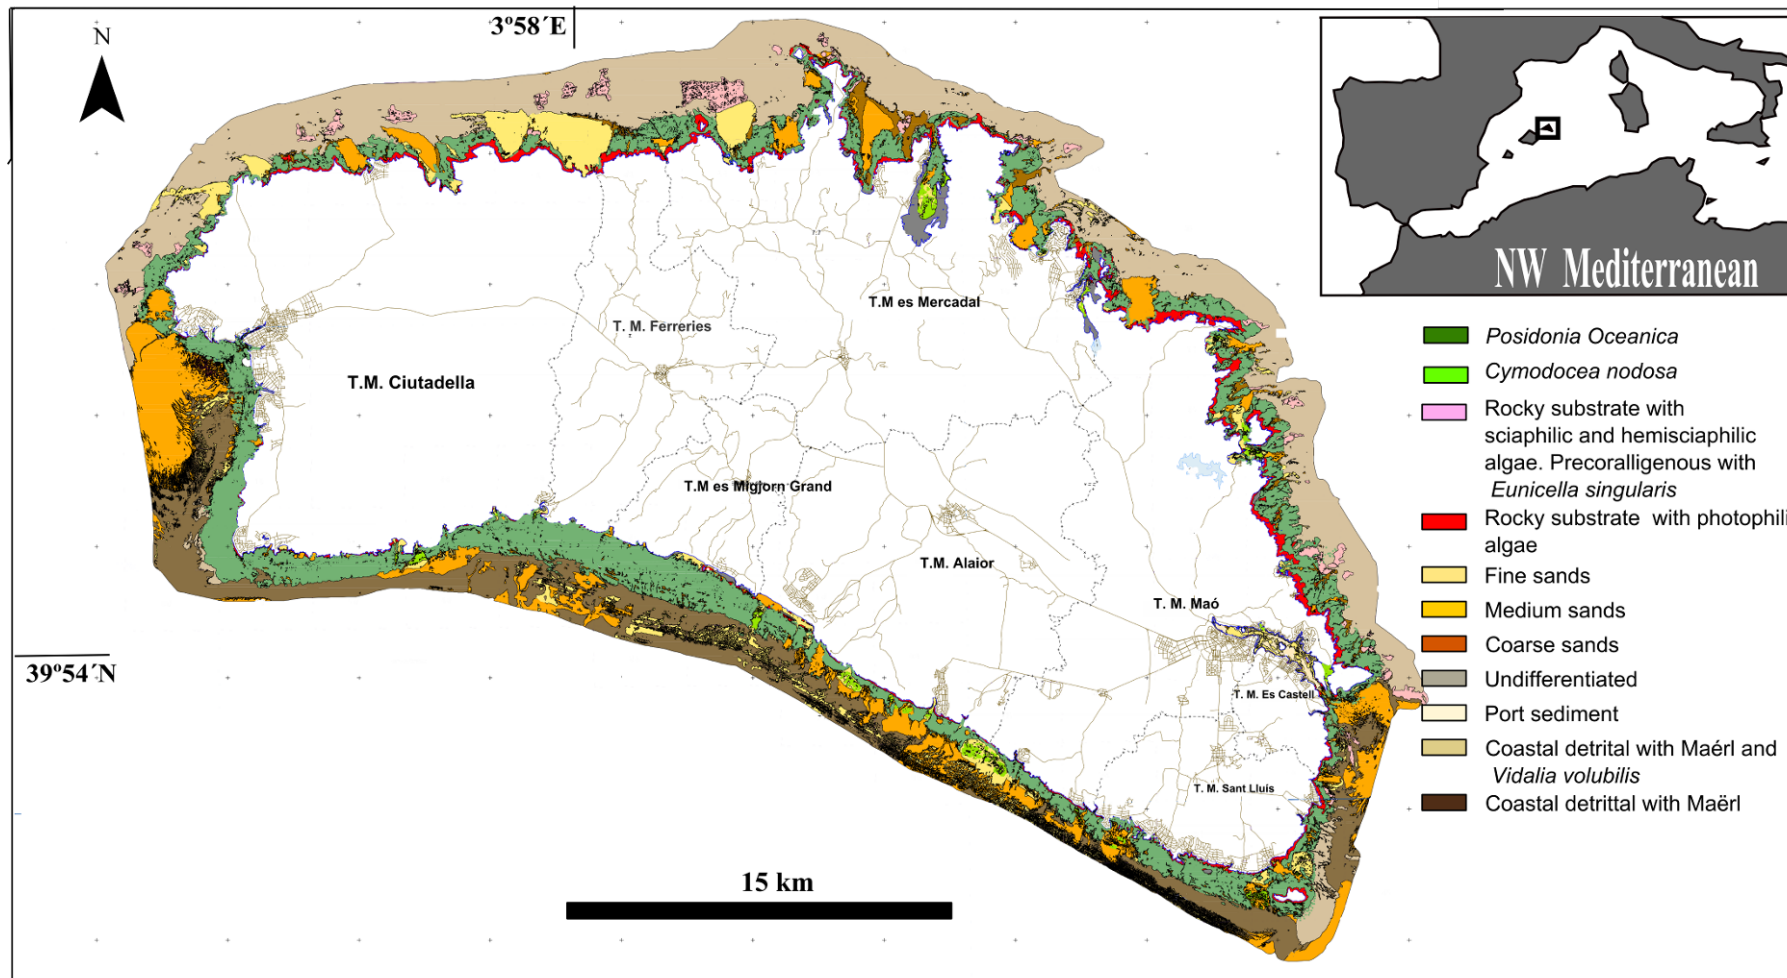 3º58´E
N
NW Mediterranean
T.M es Mercadal
T. M. Ferreries
T.M. Ciutadella
T.M es Migjorn Grand
T.M. Alaior
T. M. Maó
T. M. Es Castell
T. M. Sant Lluis
39º54´N
15 km
Posidonia Oceanica
Cymodocea nodosa
Rocky substrate with
sciaphilic and hemisciaphilic
algae. Precoralligenous with
Eunicella singularis
Rocky substrate with photophili
algae
Fine sands
Medium sands
Coarse sands
Undifferentiated
Port sediment
Coastal detrital with Maérl and
Vidalia volubilis
Coastal detrittal with Maërl